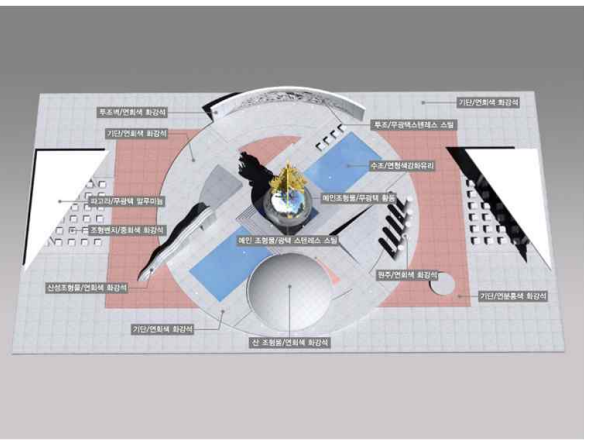 기단/연회색 화강석
투조벽/연회색 화강석
투조/무광택스텐레스 스틸
기단/연회색 화강석
수조/연청색강화유리
파고라/무광택 알루미늄
메인조형물/무광택 황동
조형벤치/중회색 화강석
메인 조형물/광택 스텐레스 스틸
원주/연회색 화강석
산성조형물/연회색 화강석
기단/연분홍색 화강석
기단/연회색 화강석
산 조형물/연회색 화강석